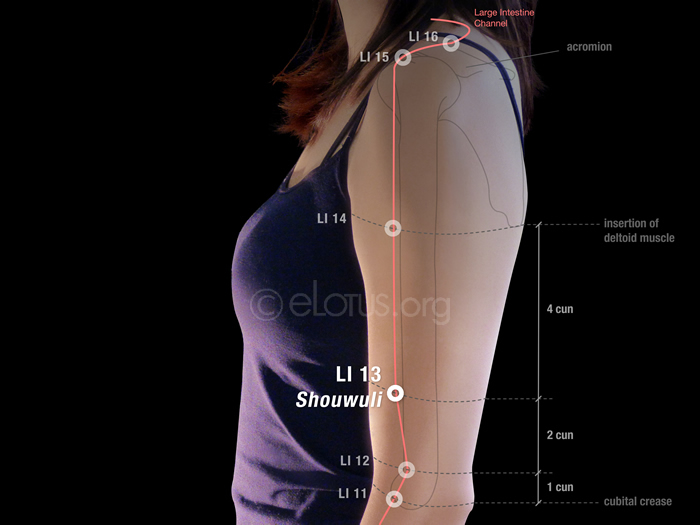 Large Intestine
Channel
LI 16
LI 15
acromion
LI 14
insertion of
deltoid muscle
© eLotus.org
4 cun
LI 13
Shouwuli
2 cun
LI 12
1 cun
LI 11
cubital crease